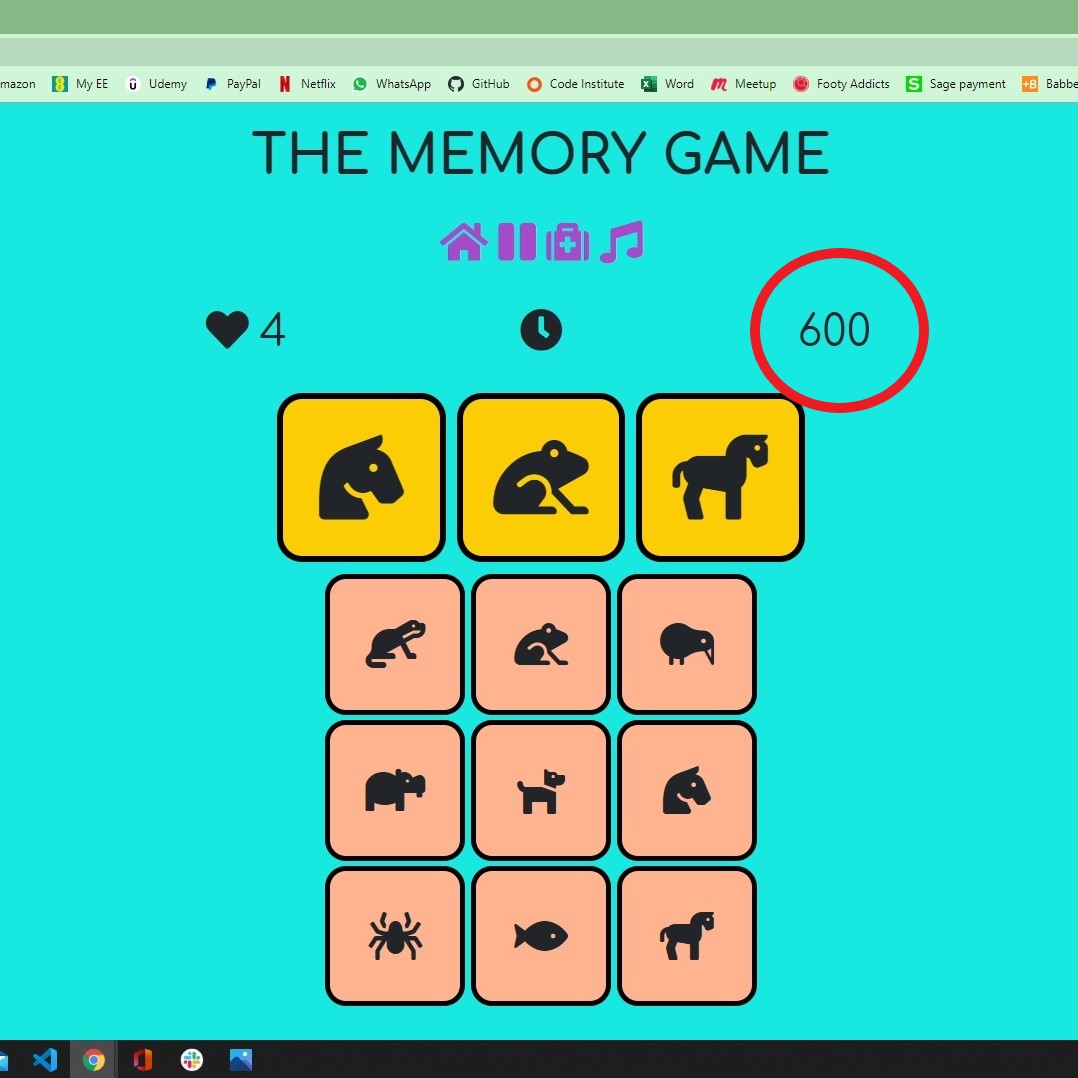 mazon My EE Udemy PayPal Netflix WhatsApp GitHub Code Institute Word Meetup Footy Addicts Sage payment Babbe
THE MEMORY GAME
4 600